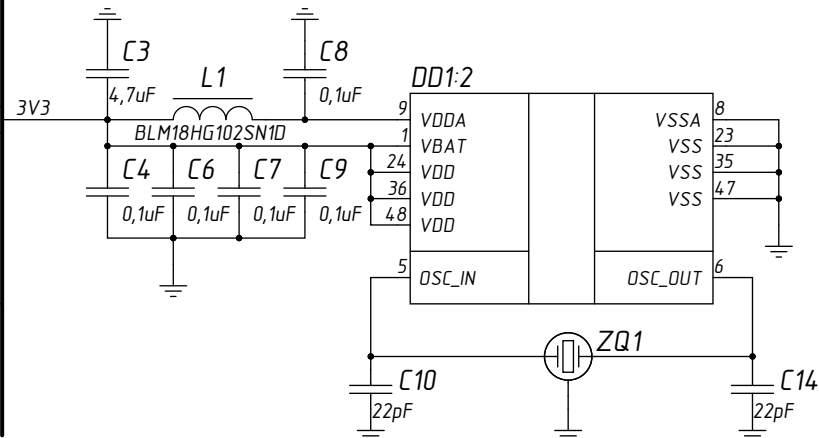 C3
4,7uF
L1
BLM18HG102SN1D
C8
0,1uF
3V3
DD1:2
9 VDDA
1 VBAT
24 VDD
36 VDD
48 VDD
VSSA 8
VSS 23
VSS 35
VSS 47
C4
0,1uF
C6
0,1uF
C7
0,1uF
C9
0,1uF
5 OSC_IN
OSC_OUT 6
ZQ1
C10
22pF
C14
22pF